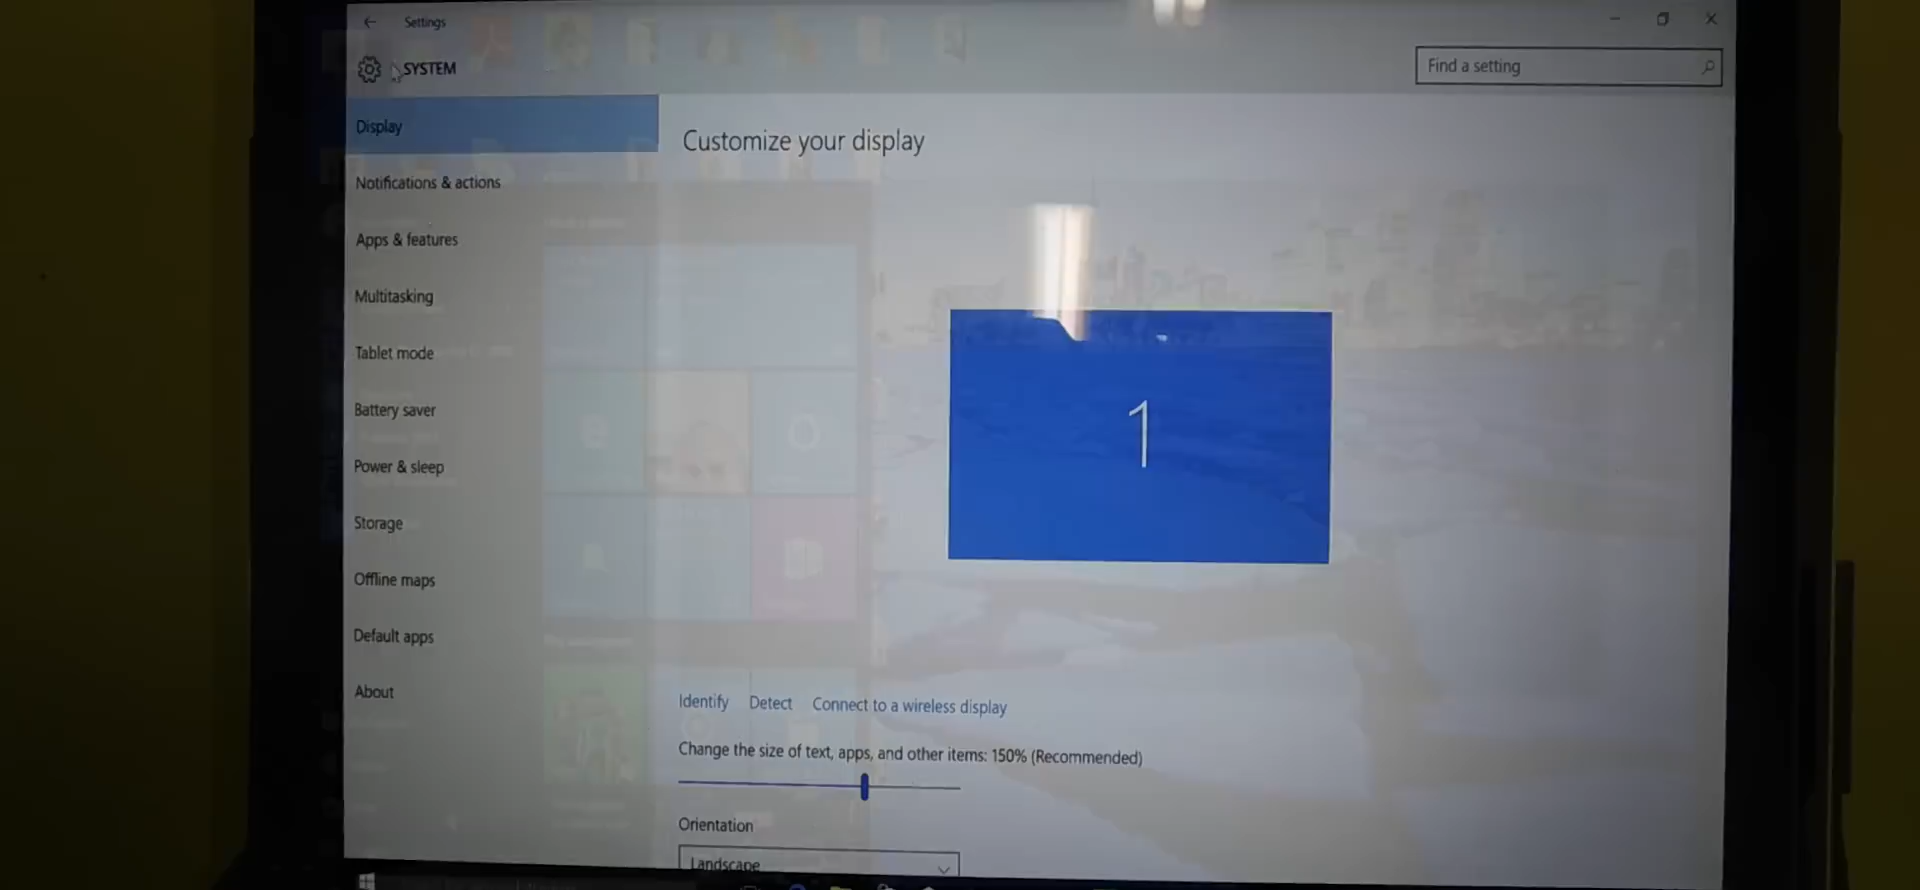 Settings
SYSTEM
Find a setting
Display
Customize your display
Notifications & actions
Apps & features
Multitasking
Tablet mode
Battery saver
Power & sleep
Storage
Offline maps
Default apps
About
1
Identify Detect Connect to a wireless display
Change the size of text, apps, and other items: 150% (Recommended)
Orientation
Landscape